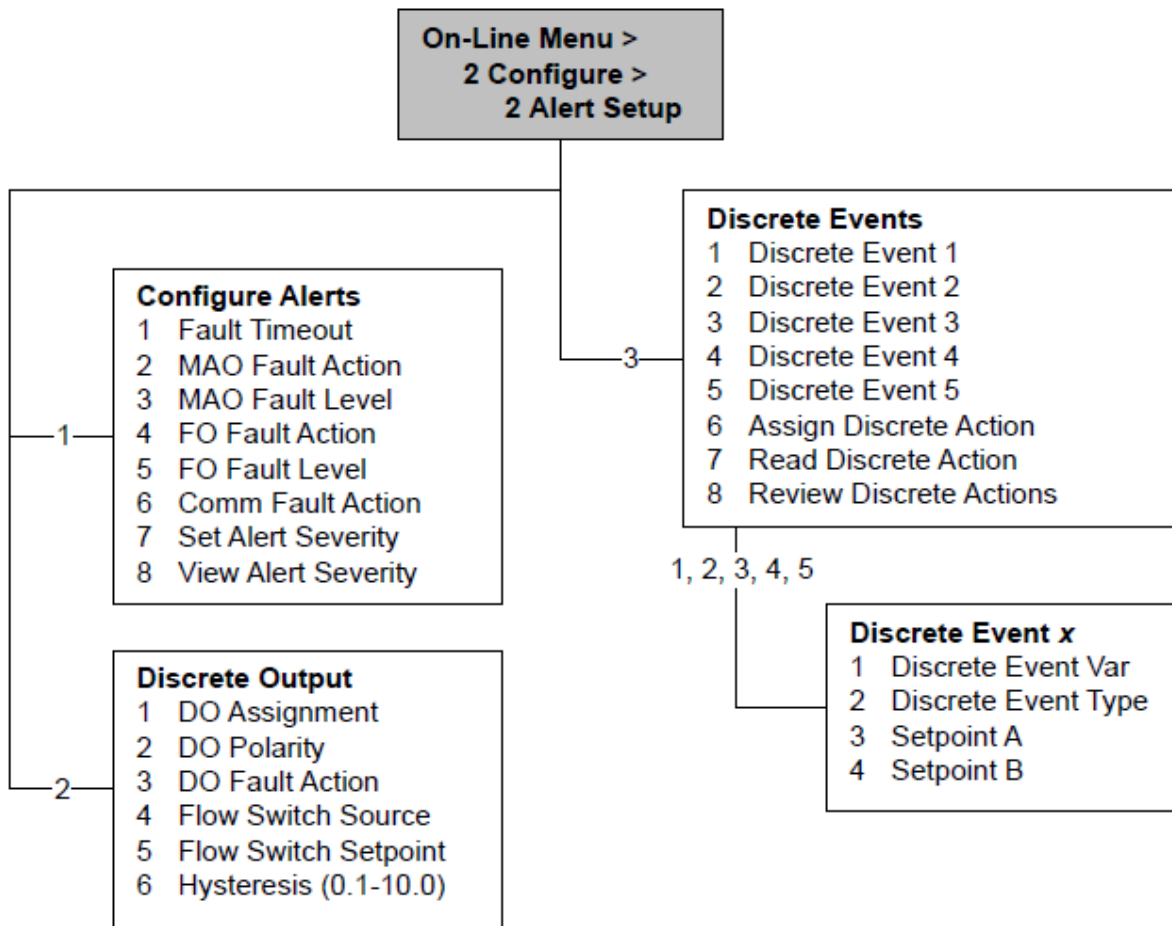 On-Line Menu >
2 Configure >
2 Alert Setup
1
Configure Alerts
1 Fault Timeout
2 MAO Fault Action
3 MAO Fault Level
4 FO Fault Action
5 FO Fault Level
6 Comm Fault Action
7 Set Alert Severity
8 View Alert Severity
2
Discrete Output
1 DO Assignment
2 DO Polarity
3 DO Fault Action
4 Flow Switch Source
5 Flow Switch Setpoint
6 Hysteresis (0.1-10.0)
3
Discrete Events
1 Discrete Event 1
2 Discrete Event 2
3 Discrete Event 3
4 Discrete Event 4
5 Discrete Event 5
6 Assign Discrete Action
7 Read Discrete Action
8 Review Discrete Actions
1, 2, 3, 4, 5
Discrete Event x
1 Discrete Event Var
2 Discrete Event Type
3 Setpoint A
4 Setpoint B